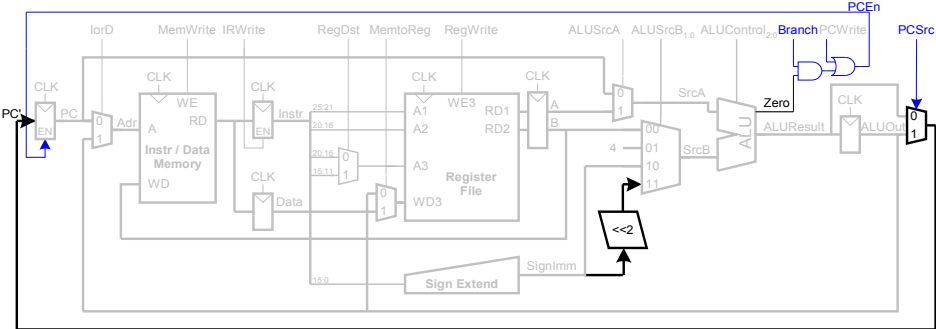 PCEn
IorD
MemWrite
IRWrite
RegDst
MemtoReg
RegWrite
ALUSrcA
ALUSrcB1:0
ALUControl2:0
Branch
PCWrite
PCSrc
CLK
CLK
CLK
CLK
CLK
CLK
PC'
PC
EN
0
1
Adr
WE
A
RD
Instr / Data
Memory
WD
EN
Instr
CLK
Data
25:21
20:16
20:16
15:11
15:0
0
1
0
1
A1
A2
A3
WD3
WE3
RD1
RD2
Register
File
A
B
0
1
SrcA
4
00
01
10
11
SrcB
ALU
Zero
ALUResult
ALUOut
0
1
<<2
SignImm
Sign Extend